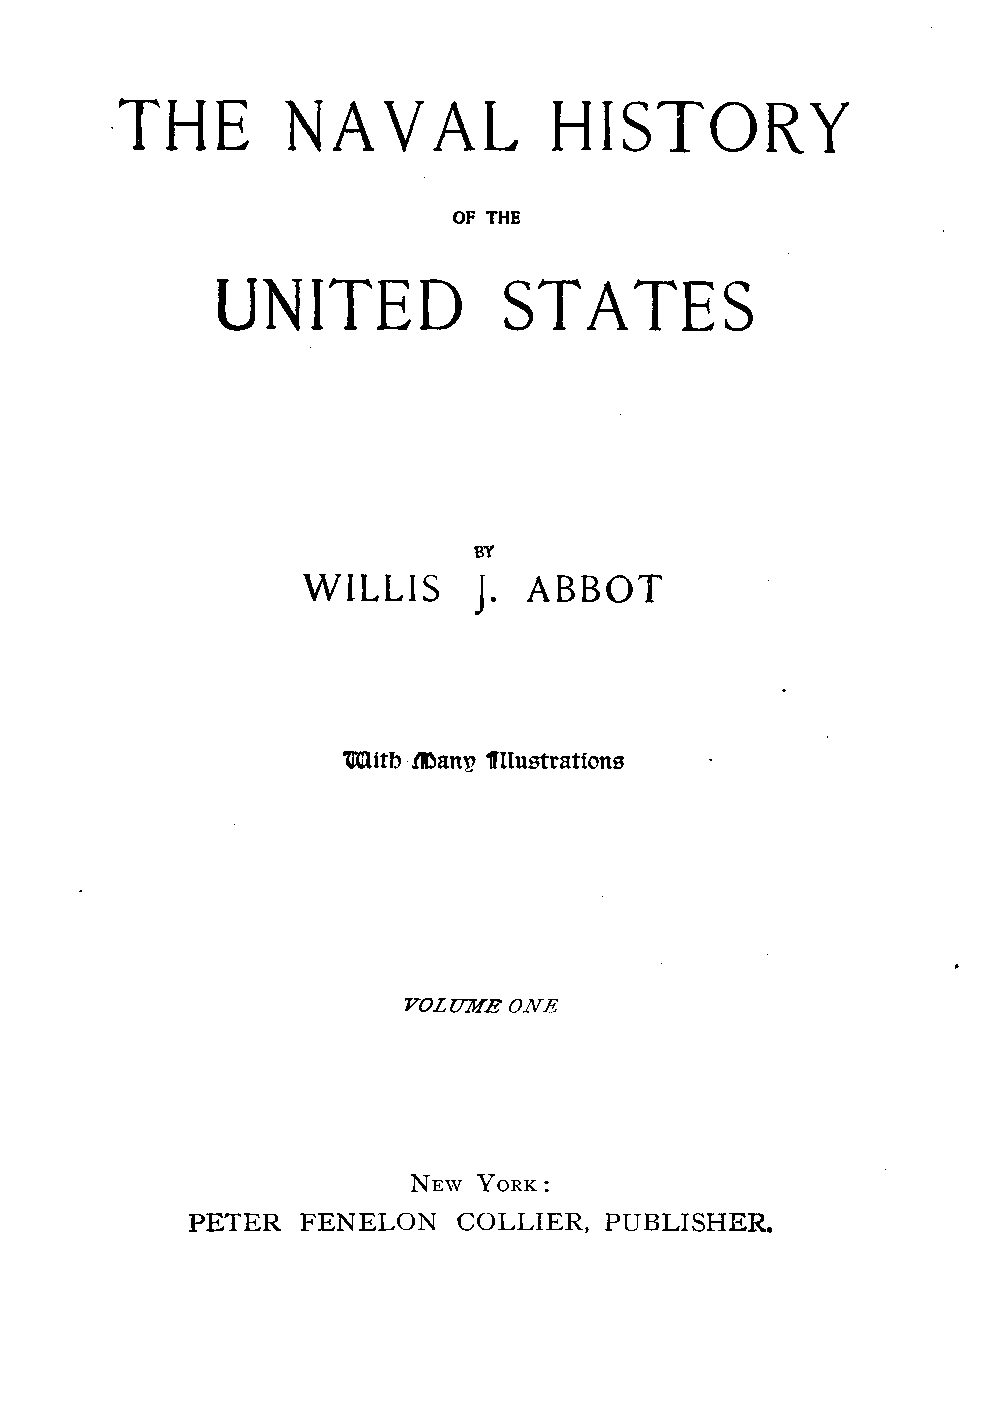 THE NAVAL HISTORY
OF THE
UNITED STATES
BY
WILLIS J. ABBOT
With Many Illustrations
VOLUME ONE
NEW YORK:
PETER FENELON COLLIER, PUBLISHER.